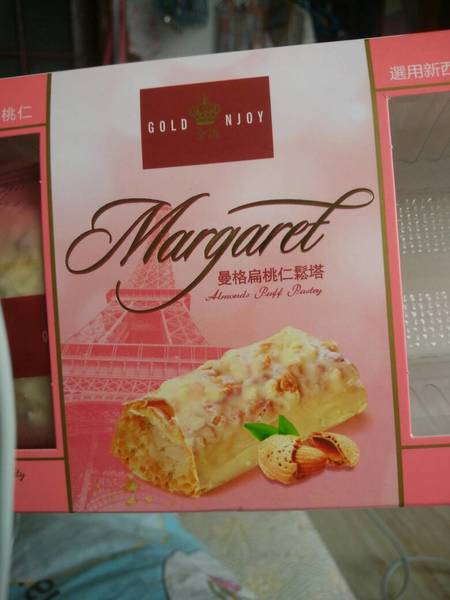 桃仁
選用新西
GOLD NJOY
Margaret
曼格扁桃仁鬆塔
Almonds Puff Pastry